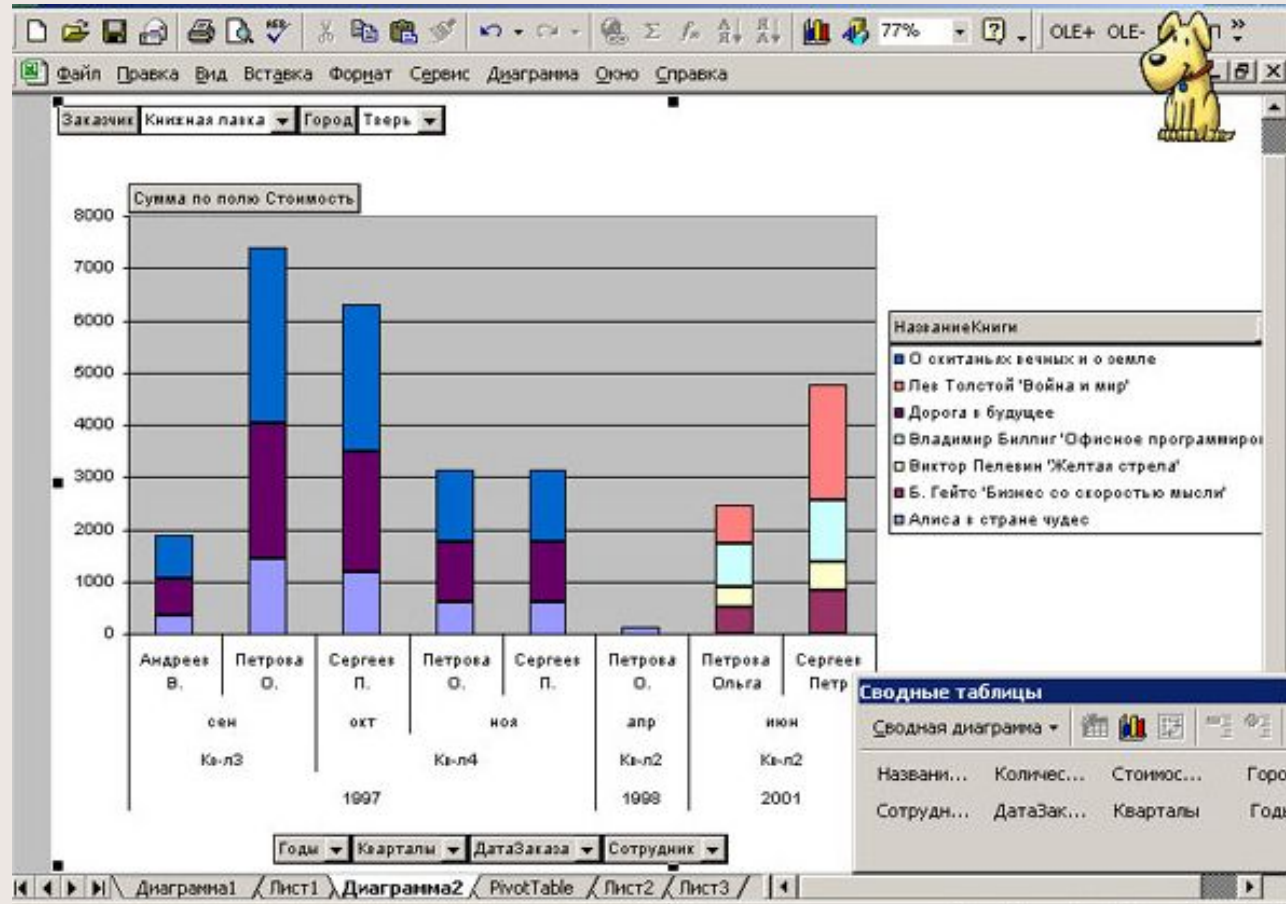 77% OLE+ OLE-
Файл Правка Вид Вставка Формат Сервис Диаграмма Окно Справка
Заказчик Книжная лавка Город Тверь
Сумма по полю Стоимость
8000
7000
6000
5000
4000
3000
2000
1000
0
НазваниеКниги
О скитаньях вечных и о земле
Лев Толстой 'Война и мир'
Дорога в будущее
Владимир Биллиг 'Офисное программиро
Виктор Пелевин 'Желтая стрела'
Б. Гейтс 'Бизнес со скоростью мысли'
Алиса в стране чудес
Андреев В. Петрова О. Сергеев П. Петрова О. Сергеев П. Петрова О. Петрова Ольга Сергеев Петр
сен окт ноя апр июн
Кв-л3 Кв-л4 Кв-л2 Кв-л2
1997 1998 2001
Сводные таблицы
Сводная диаграмма
Названи... Количес... Стоимос... Горо
Сотрудн... ДатаЗак... Кварталы Годы
Годы Кварталы ДатаЗаказа Сотрудник
Диаграмма1 Лист1 Диаграмма2 PivotTable Лист2 Лист3